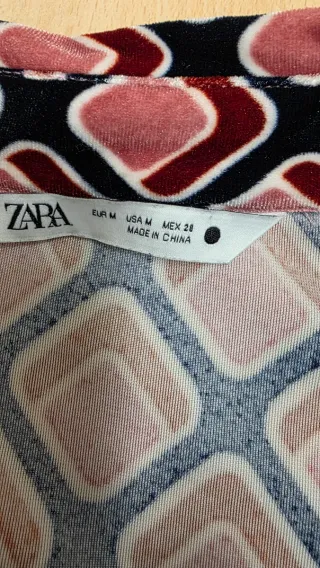 ZARA
EUR M USA M MEX 28
MADE IN CHINA